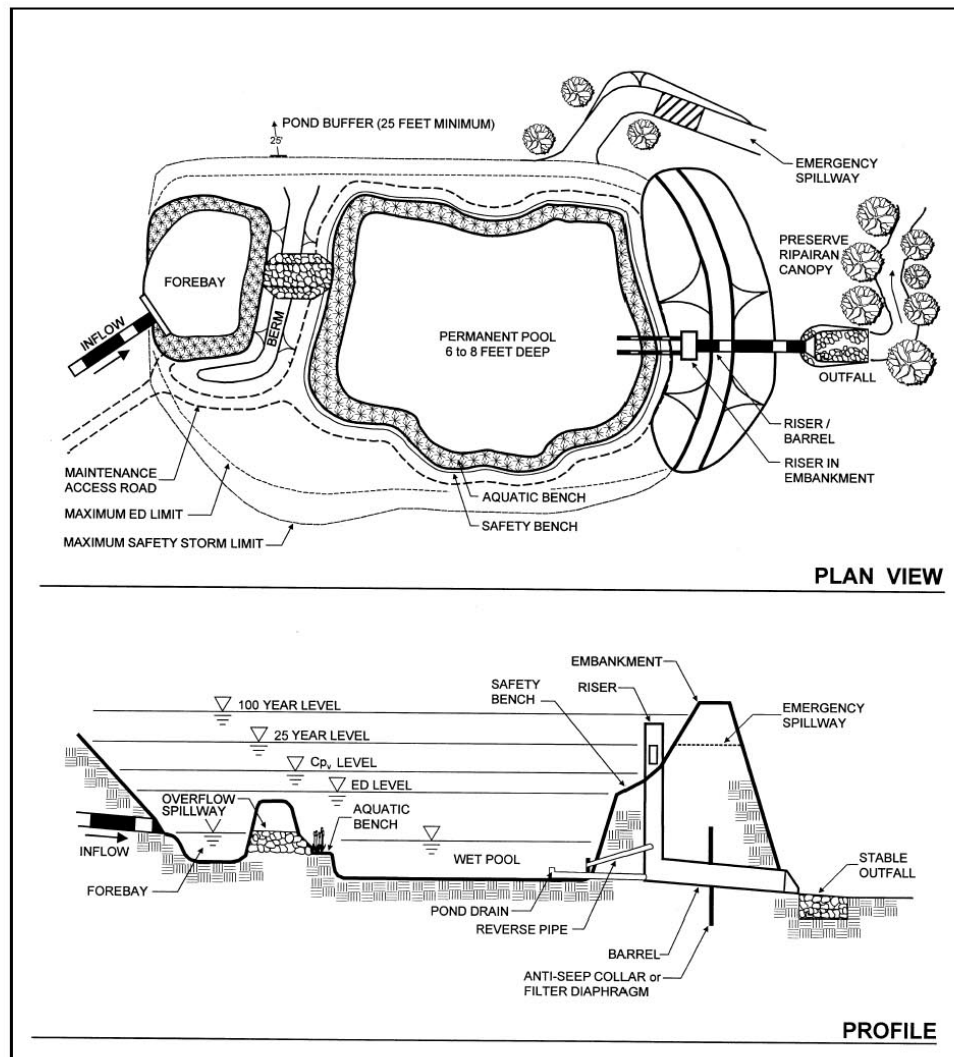 POND BUFFER (25 FEET MINIMUM)
25'
EMERGENCY
SPILLWAY
PRESERVE
RIPAIRAN
CANOPY
FOREBAY
INFLOW
BERM
PERMANENT POOL
6 to 8 FEET DEEP
OUTFALL
RISER /
BARREL
RISER IN
EMBANKMENT
MAINTENANCE
ACCESS ROAD
AQUATIC BENCH
MAXIMUM ED LIMIT
SAFETY BENCH
MAXIMUM SAFETY STORM LIMIT
PLAN VIEW
EMBANKMENT
SAFETY
BENCH
RISER
100 YEAR LEVEL
EMERGENCY
SPILLWAY
25 YEAR LEVEL
Cpv LEVEL
ED LEVEL
OVERFLOW
SPILLWAY
AQUATIC
BENCH
INFLOW
WET POOL
STABLE
OUTFALL
FOREBAY
POND DRAIN
REVERSE PIPE
BARREL
ANTI-SEEP COLLAR or
FILTER DIAPHRAGM
PROFILE